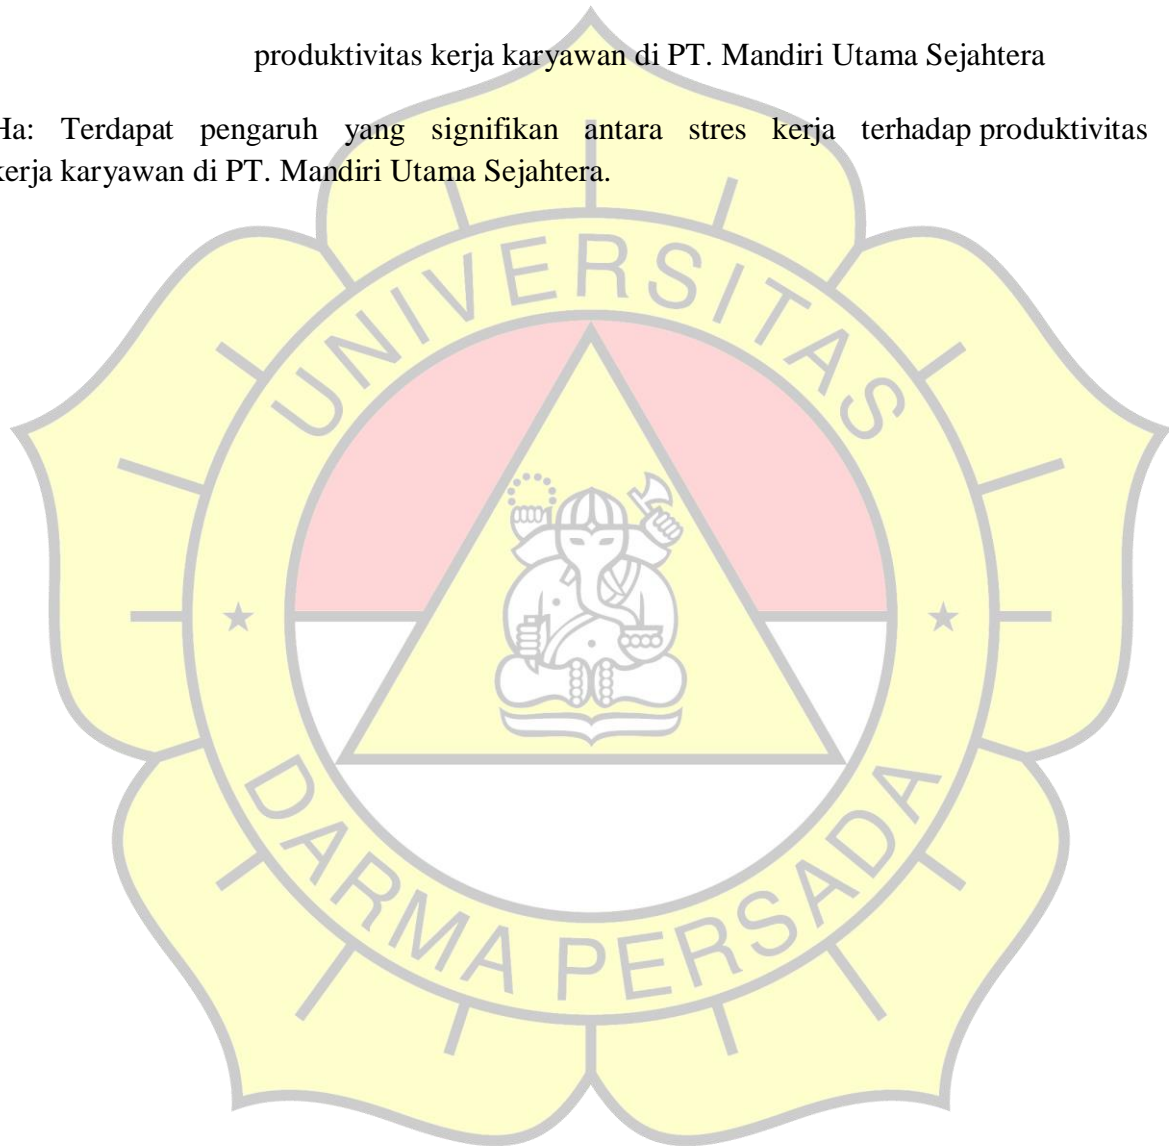 produktivitas kerja karyawan di PT. Mandiri Utama Sejahtera
Ha: Terdapat pengaruh yang signifikan antara stres kerja terhadap produktivitas
kerja karyawan di PT. Mandiri Utama Sejahtera.
UNIVERSITAS
DARMA PERSADA